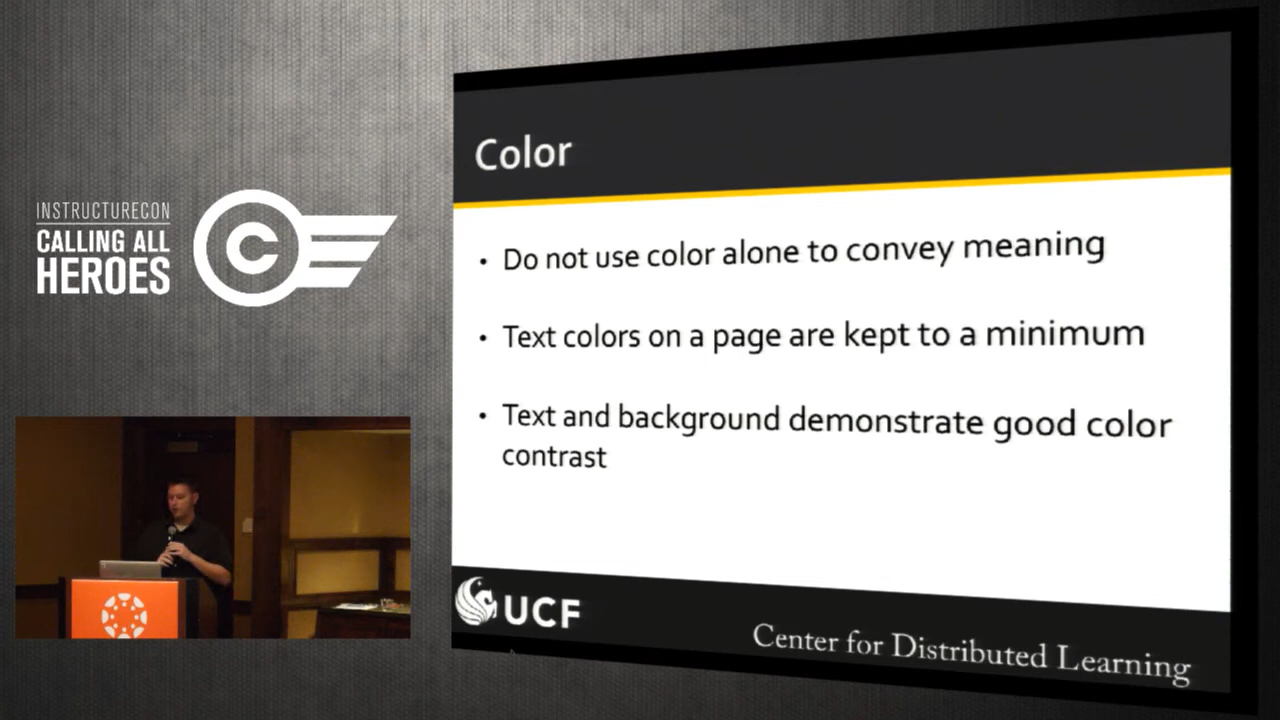 INSTRUCTURECON
CALLING ALL
HEROES
C
Color
• Do not use color alone to convey meaning
• Text colors on a page are kept to a minimum
• Text and background demonstrate good color
contrast
UCF
Center for Distributed Learning